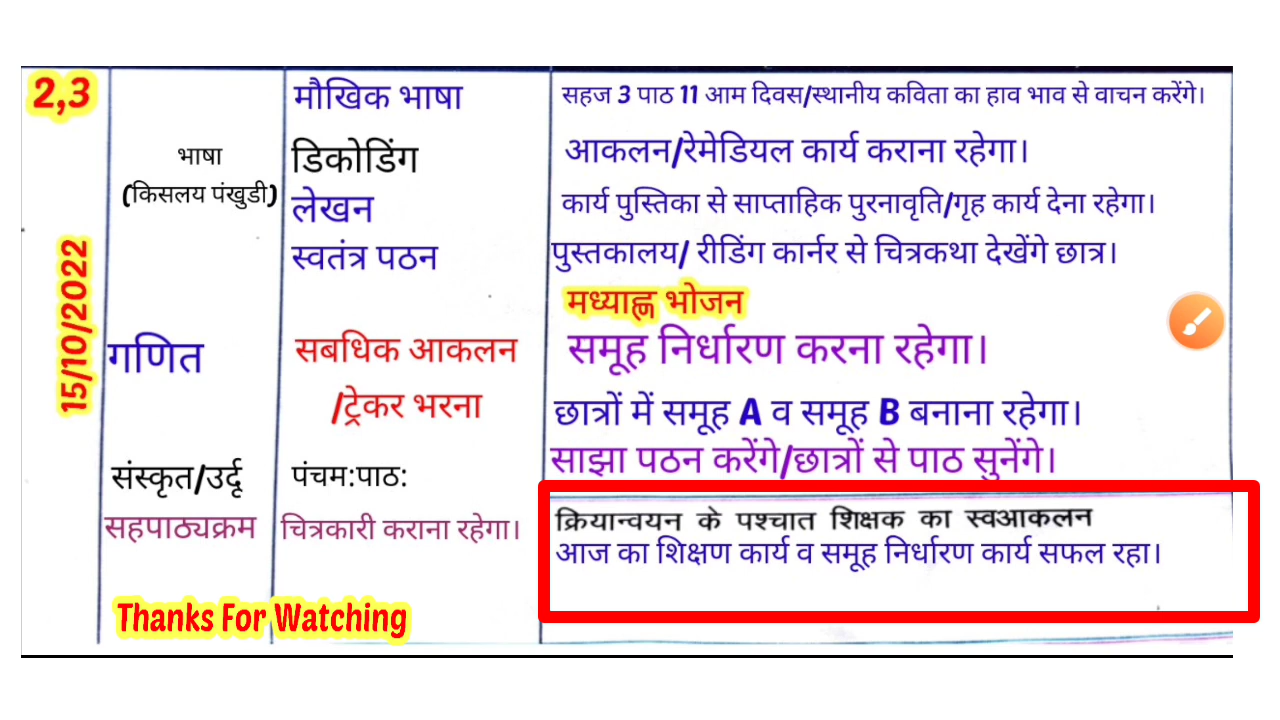 2,3
15/10/2022
भाषा
(किसलय पंखुडी)
मौखिक भाषा
सहज 3 पाठ 11 आम दिवस/स्थानीय कविता का हाव भाव से वाचन करेंगे।
डिकोडिंग
आकलन/रेमेडियल कार्य कराना रहेगा।
लेखन
कार्य पुस्तिका से साप्ताहिक पुरनावृति/गृह कार्य देना रहेगा।
स्वतंत्र पठन
पुस्तकालय/ रीडिंग कार्नर से चित्रकथा देखेंगे छात्र।
मध्याह्ण भोजन
गणित
सबधिक आकलन
/ट्रेकर भरना
समूह निर्धारण करना रहेगा।
छात्रों में समूह A व समूह B बनाना रहेगा।
संस्कृत/उर्दू
पंचम:पाठ:
साझा पठन करेंगे/छात्रों से पाठ सुनेंगे।
सहपाठ्यक्रम
चित्रकारी कराना रहेगा।
क्रियान्वयन के पश्चात शिक्षक का स्वआकलन
आज का शिक्षण कार्य व समूह निर्धारण कार्य सफल रहा।
Thanks For Watching